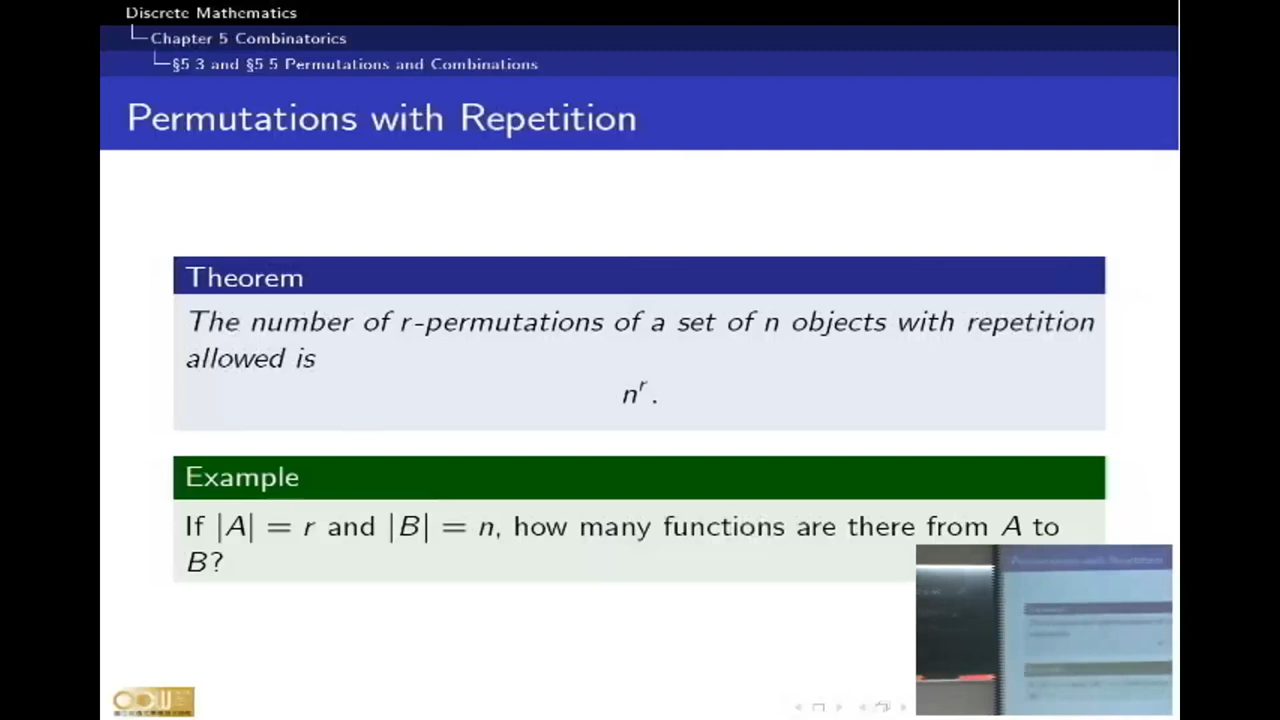 Discrete Mathematics
Chapter 5 Combinatorics
§5 3 and §5 5 Permutations and Combinations
Permutations with Repetition
Theorem
The number of r-permutations of a set of n objects with repetition
allowed is
nʳ.
Example
If |A| = r and |B| = n, how many functions are there from A to
B?
OCW